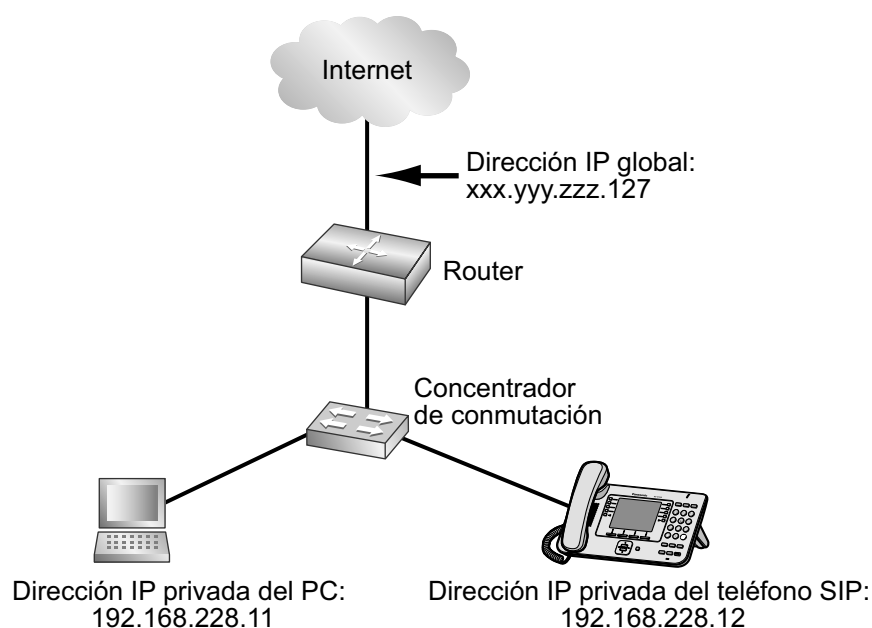 Internet
Dirección IP global:
xxx.yyy.zzz.127
Router
Concentrador
de conmutación
Dirección IP privada del PC:
192.168.228.11
Dirección IP privada del teléfono SIP:
192.168.228.12